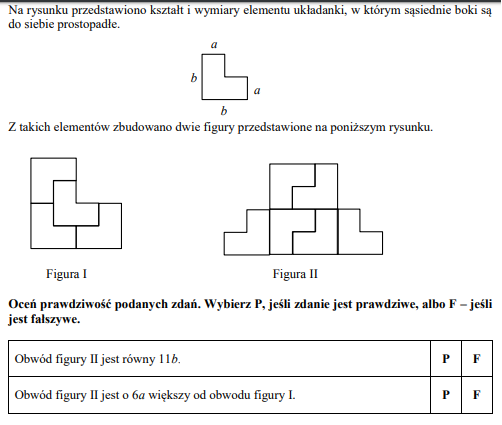 Na rysunku przedstawiono kształt i wymiary elementu układanki, w którym sąsiednie boki są
do siebie prostopadłe.
a
b
a
b
Z takich elementów zbudowano dwie figury przedstawione na poniższym rysunku.
Figura I
Figura II
Oceń prawdziwość podanych zdań. Wybierz P, jeśli zdanie jest prawdziwe, albo F – jeśli
jest fałszywe.
Obwód figury II jest równy 11b. P F
Obwód figury II jest o 6a większy od obwodu figury I. P F